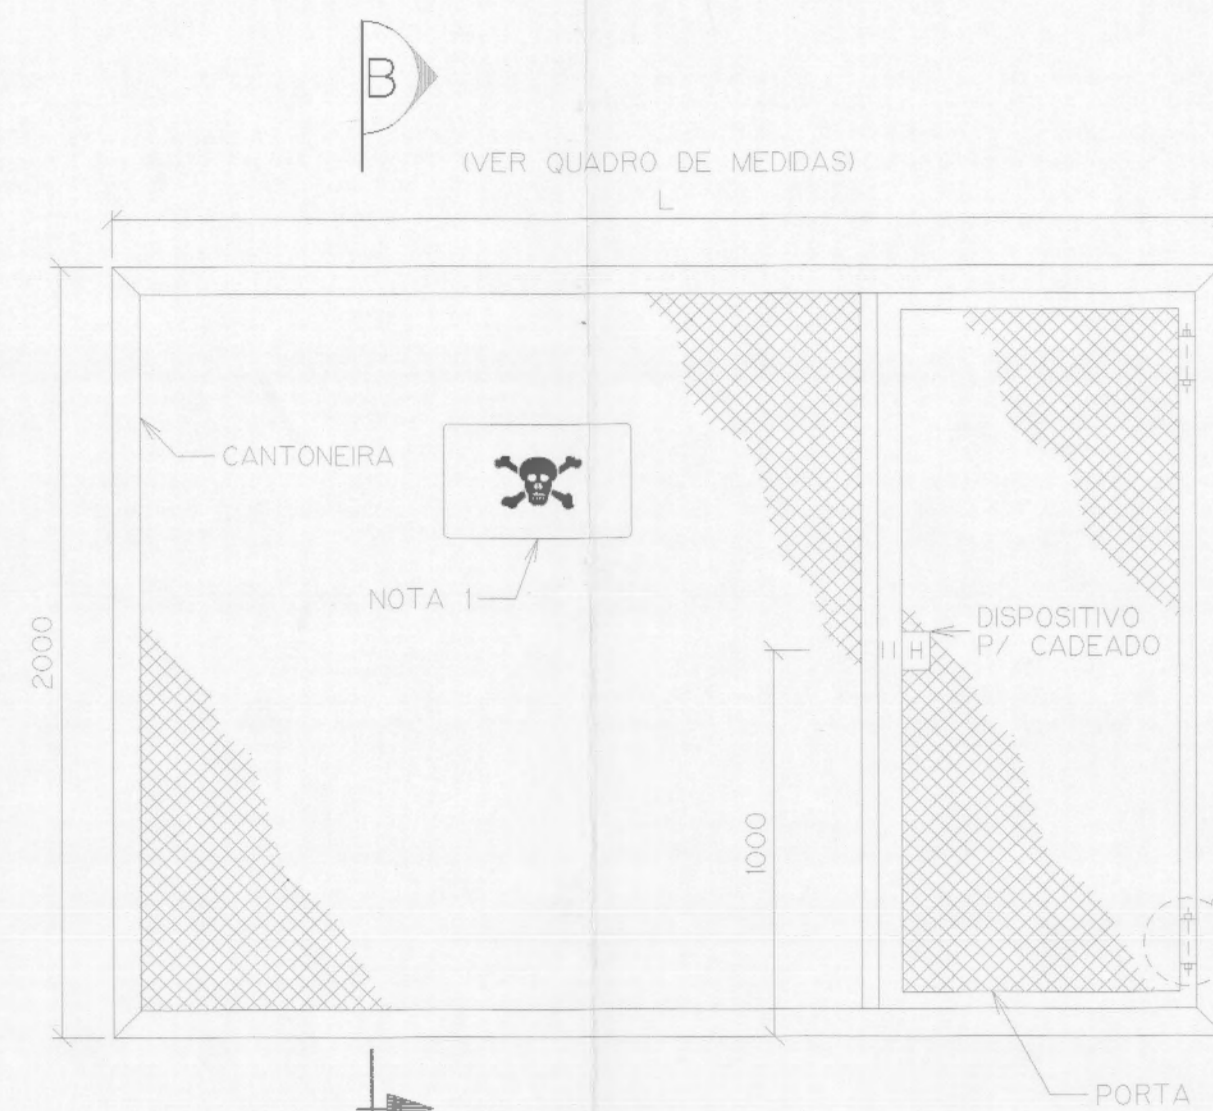 B
(VER QUADRO DE MEDIDAS)
L
CANTONEIRA
NOTA 1
2000
DISPOSITIVO
P/ CADEADO
H
1000
PORTA